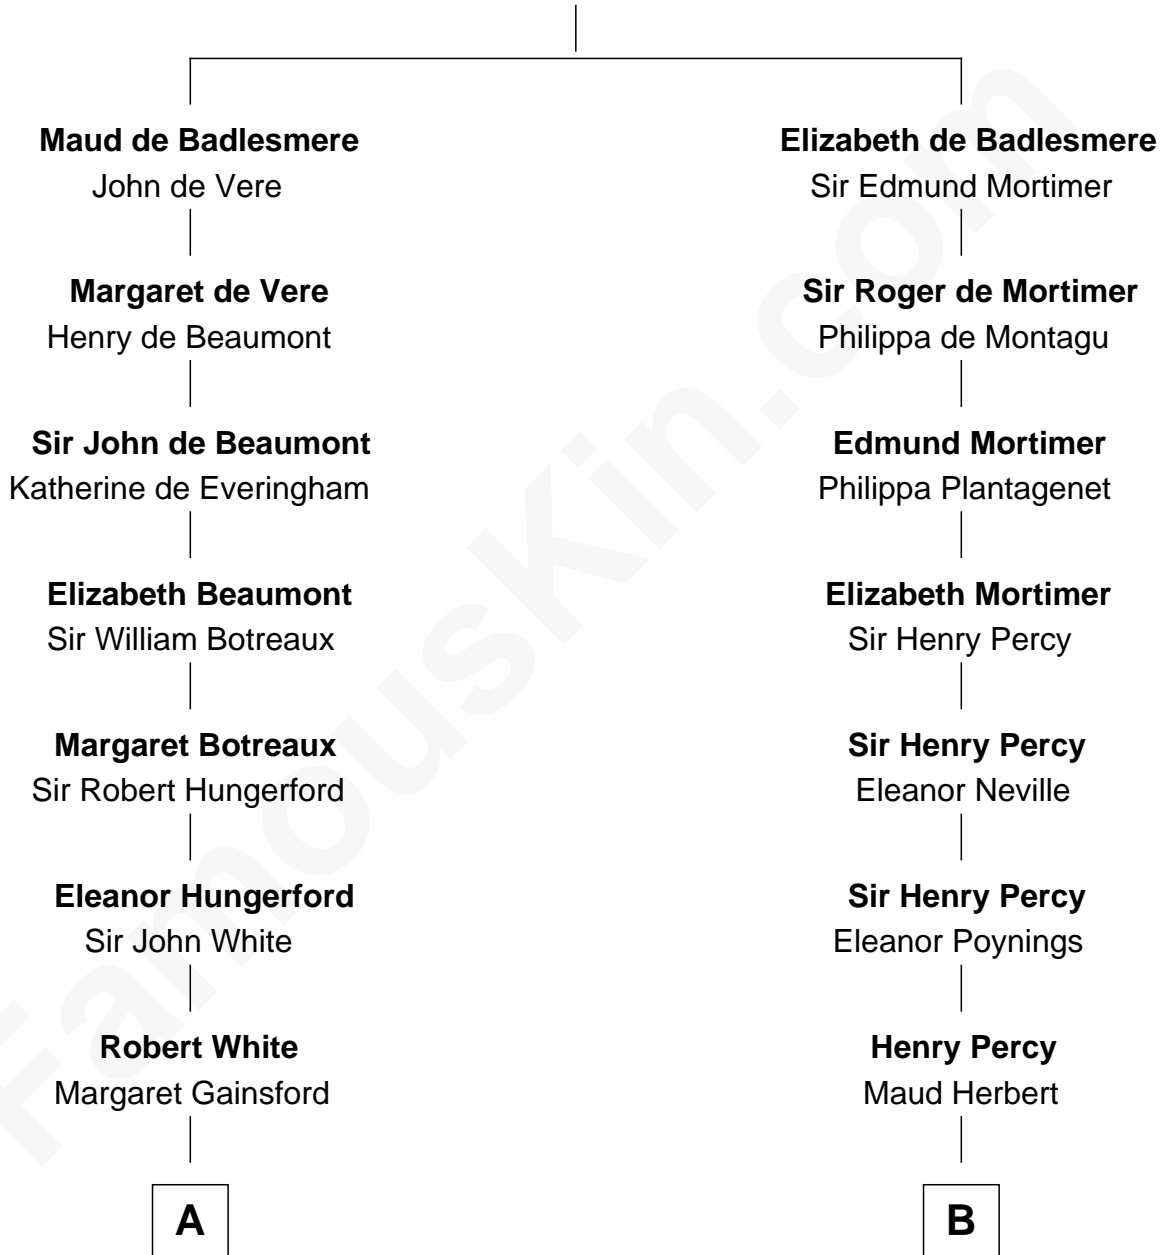 Maud de Badlesmere
John de Vere
Margaret de Vere
Henry de Beaumont
Sir John de Beaumont
Katherine de Everingham
Elizabeth Beaumont
Sir William Botreaux
Margaret Botreaux
Sir Robert Hungerford
Eleanor Hungerford
Sir John White
Robert White
Margaret Gainsford
A
Elizabeth de Badlesmere
Sir Edmund Mortimer
Sir Roger de Mortimer
Philippa de Montagu
Edmund Mortimer
Philippa Plantagenet
Elizabeth Mortimer
Sir Henry Percy
Sir Henry Percy
Eleanor Neville
Sir Henry Percy
Eleanor Poynings
Henry Percy
Maud Herbert
B
FamousKin.com